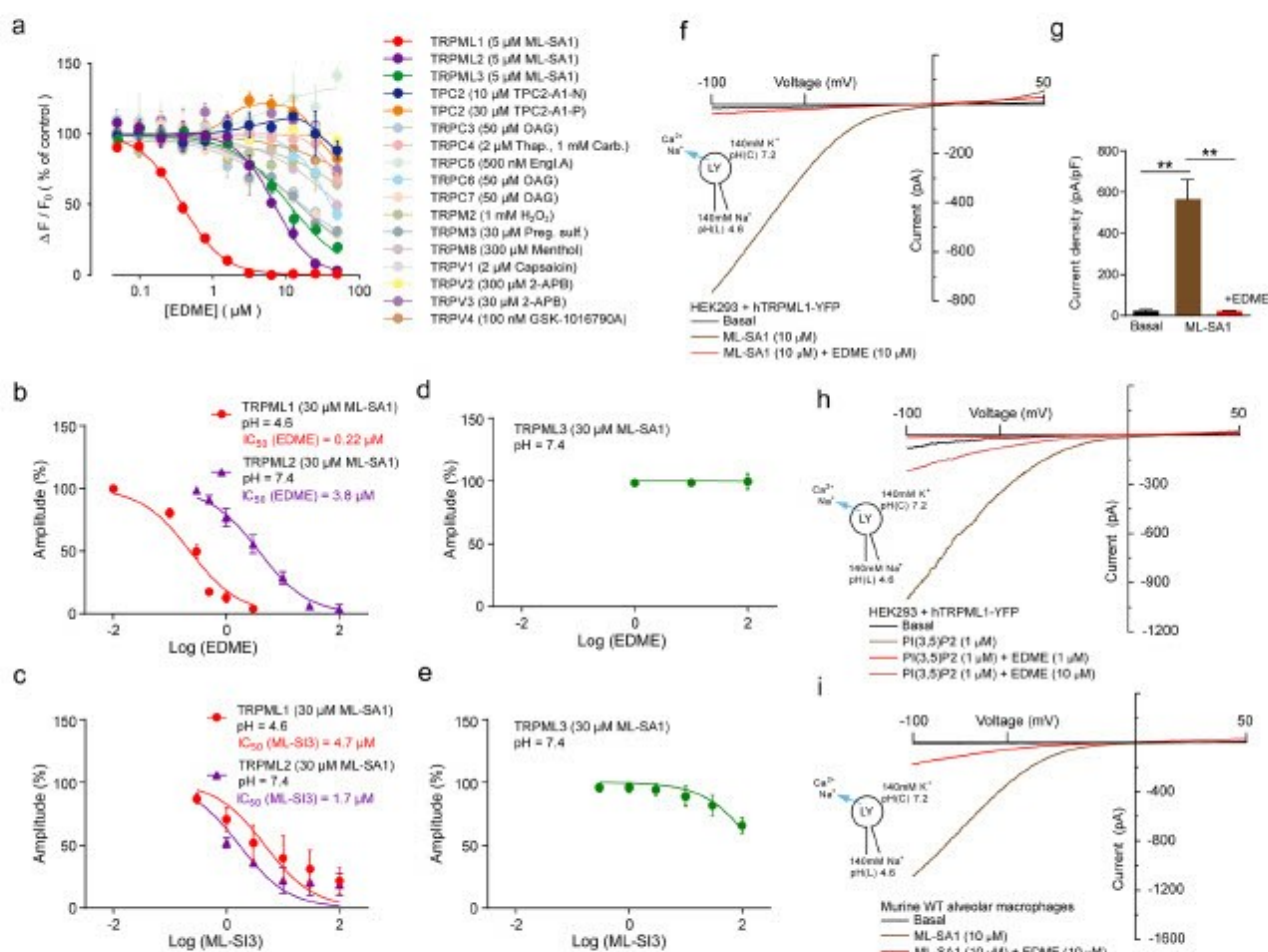 a
150
100
50
0
Δ F / F₀ ( % of control )
0.1
1
10
100
[EDME] ( µM )
TRPML1 (5 µM ML-SA1)
TRPML2 (5 µM ML-SA1)
TRPML3 (5 µM ML-SA1)
TPC2 (10 µM TPC2-A1-N)
TPC2 (30 µM TPC2-A1-P)
TRPC3 (50 µM OAG)
TRPC4 (2 µM Thap., 1 mM Carb.)
TRPC5 (500 nM Engl.A)
TRPC6 (50 µM OAG)
TRPC7 (50 µM OAG)
TRPM2 (1 mM H₂O₂)
TRPM3 (30 µM Preg. sulf.)
TRPM8 (300 µM Menthol)
TRPV1 (2 µM Capsaicin)
TRPV2 (300 µM 2-APB)
TRPV3 (30 µM 2-APB)
TRPV4 (100 nM GSK-1016790A)
f
-100
Voltage (mV)
50
Ca²⁺
Na⁺
140mM K⁺
pH(C) 7.2
LY
140mM Na⁺
pH(L) 4.6
-200
-400
-600
-800
Current (pA)
HEK293 + hTRPML1-YFP
Basal
ML-SA1 (10 µM)
ML-SA1 (10 µM) + EDME (10 µM)
g
800
600
400
200
0
Current density (pA/pF)
**
**
+EDME
Basal
ML-SA1
b
150
100
50
0
Amplitude (%)
TRPML1 (30 µM ML-SA1)
pH = 4.6
IC₅₀ (EDME) = 0.22 µM
TRPML2 (30 µM ML-SA1)
pH = 7.4
IC₅₀ (EDME) = 3.8 µM
-2
0
2
Log (EDME)
d
150
100
50
0
Amplitude (%)
TRPML3 (30 µM ML-SA1)
pH = 7.4
-2
0
2
Log (EDME)
h
-100
Voltage (mV)
50
Ca²⁺
Na⁺
140mM K⁺
pH(C) 7.2
LY
140mM Na⁺
pH(L) 4.6
-300
-600
-900
-1200
Current (pA)
HEK293 + hTRPML1-YFP
Basal
PI(3,5)P2 (1 µM)
PI(3,5)P2 (1 µM) + EDME (1 µM)
PI(3,5)P2 (1 µM) + EDME (10 µM)
c
150
100
50
0
Amplitude (%)
TRPML1 (30 µM ML-SA1)
pH = 4.6
IC₅₀ (ML-SI3) = 4.7 µM
TRPML2 (30 µM ML-SA1)
pH = 7.4
IC₅₀ (ML-SI3) = 1.7 µM
-2
0
2
Log (ML-SI3)
e
150
100
50
0
Amplitude (%)
TRPML3 (30 µM ML-SA1)
pH = 7.4
-2
0
2
Log (ML-SI3)
i
-100
Voltage (mV)
50
Ca²⁺
Na⁺
140mM K⁺
pH(C) 7.2
LY
140mM Na⁺
pH(L) 4.6
-400
-800
-1200
-1600
Current (pA)
Murine WT alveolar macrophages
Basal
ML-SA1 (10 µM)
ML-SA1 (10 µM) + EDME (10 µM)